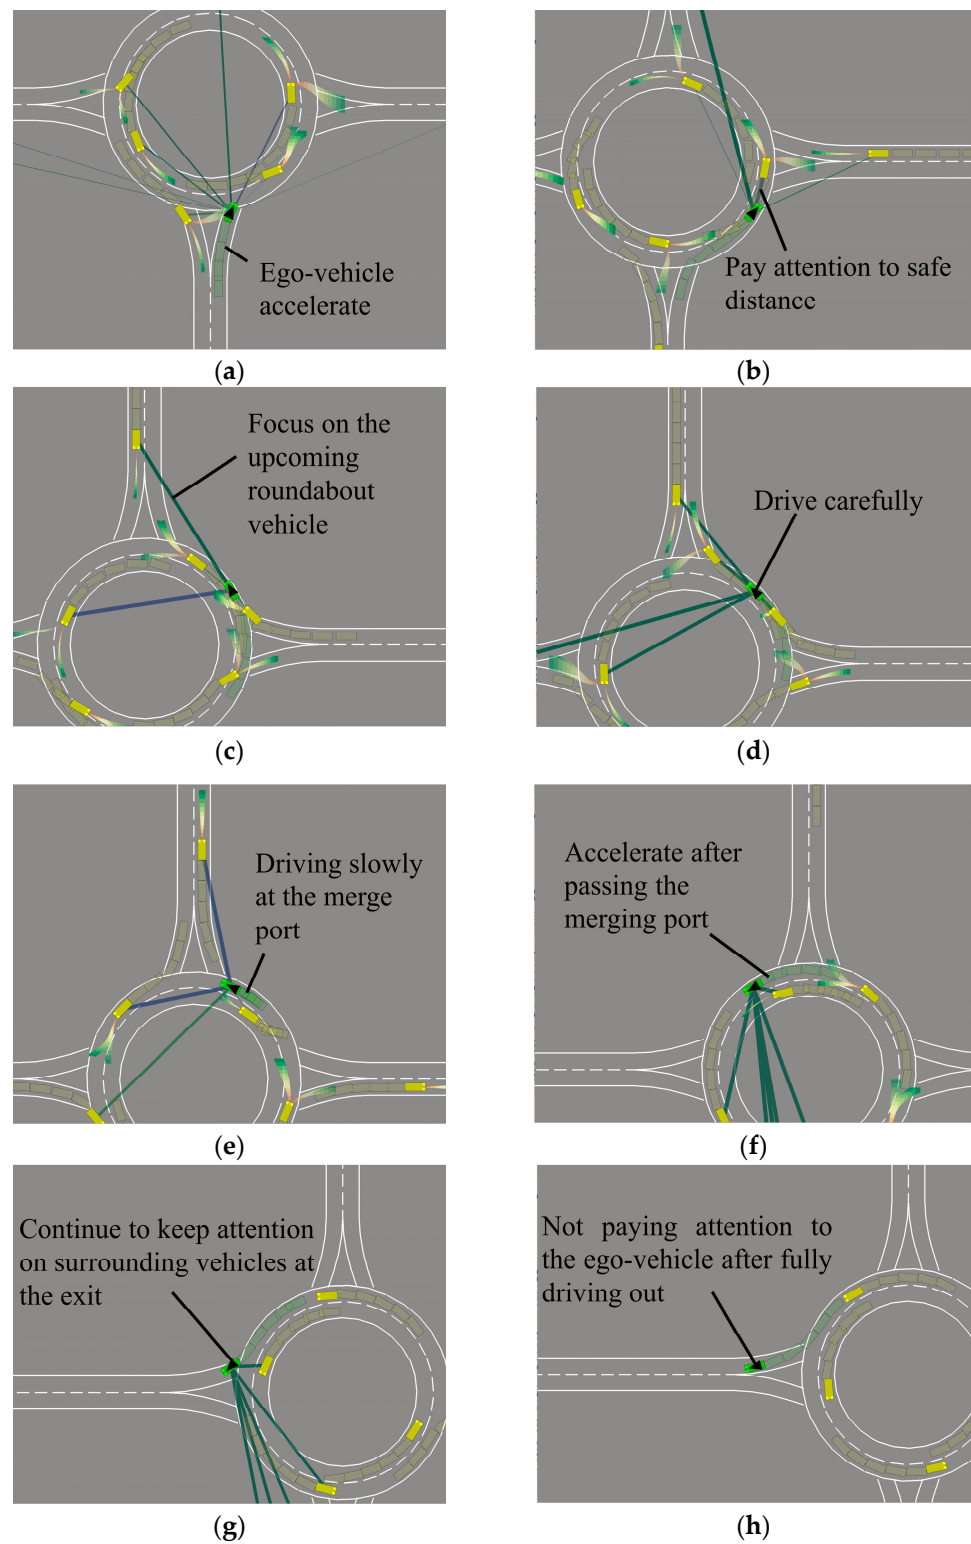 Ego-vehicle
accelerate
(a)
Pay attention to safe
distance
(b)
Focus on the
upcoming
roundabout
vehicle
(c)
Drive carefully
(d)
Driving slowly
at the merge
port
(e)
Accelerate after
passing the
merging port
(f)
Continue to keep attention
on surrounding vehicles at
the exit
(g)
Not paying attention to
the ego-vehicle after fully
driving out
(h)